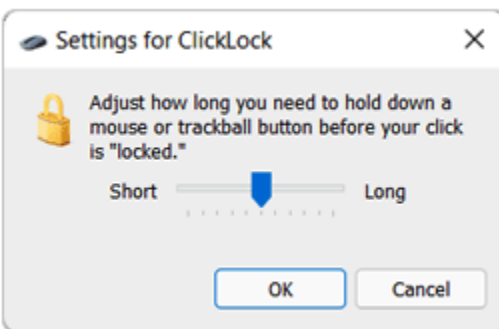 Settings for ClickLock
Adjust how long you need to hold down a
mouse or trackball button before your click
is "locked."
Short Long
OK Cancel